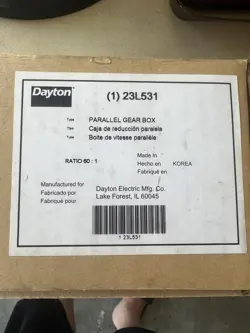 Dayton® (1) 23L531
Type PARALLEL GEAR BOX
Tipo Caja de reducción paralela
Type Boite de vitesse parallèle
RATIO 60 : 1
Made in
Hecho en KOREA
Fabriqué en
Manufactured for
Fabricado por
Fabriqué pour
Dayton Electric Mfg. Co.
Lake Forest, IL 60045
1 23L531